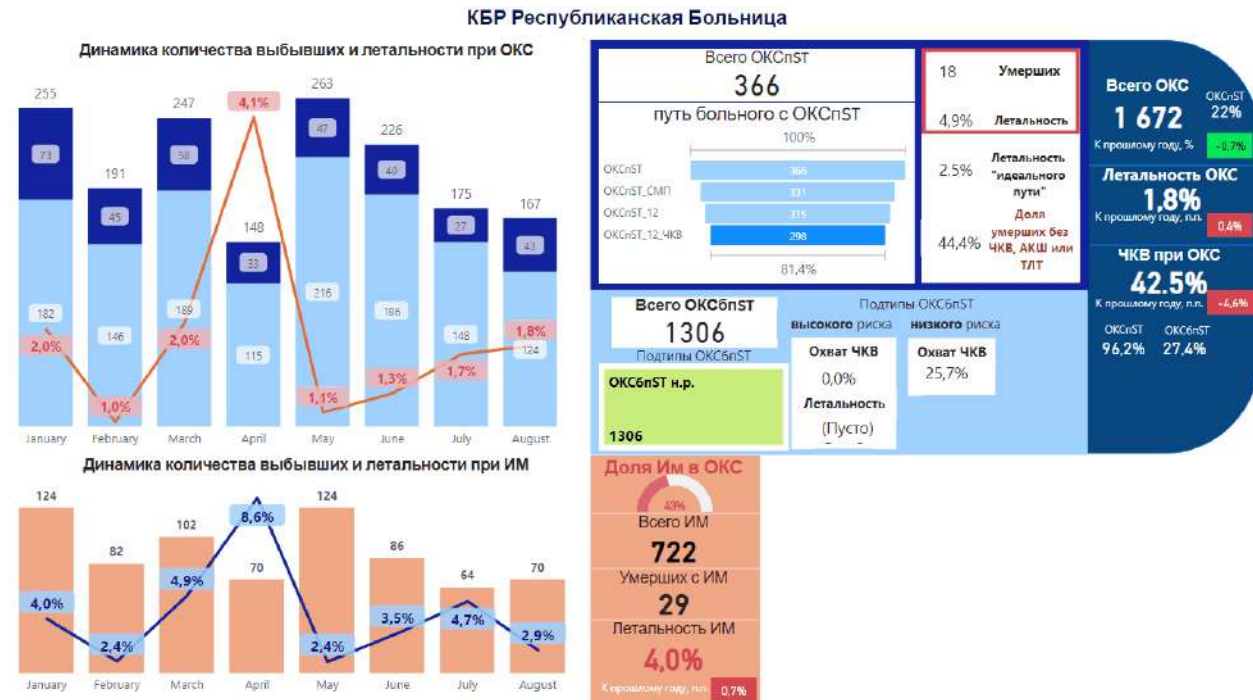 КБР Республиканская Больница
Динамика количества выбывших и летальности при ОКС
255
191
247
148
263
226
175
167
73
45
58
33
47
40
27
43
182
146
189
115
216
186
148
124
2,0%
1,0%
2,0%
4,1%
1,1%
1,3%
1,7%
1,8%
January
February
March
April
May
June
July
August
Динамика количества выбывших и летальности при ИМ
124
82
102
70
124
86
64
70
4,0%
2,4%
4,9%
8,6%
2,4%
3,5%
4,7%
2,9%
January
February
March
April
May
June
July
August
Всего ОКСпST
366
путь больного с ОКСпST
100%
ОКСпST
366
ОКСпST_СМП
331
ОКСпST_12
315
ОКСпST_12_ЧКВ
298
81,4%
18 Умерших
4,9% Летальность
2,5% Летальность
"идеального
пути"
44,4% Доля
умерших без
ЧКВ, АКШ или
ТЛТ
Всего ОКСбпST
1306
Подтипы ОКСбпST
ОКСбпST н.р.
1306
Подтипы ОКСбпST
высокого риска
низкого риска
Охват ЧКВ
0,0%
Летальность
(Пусто)
Охват ЧКВ
25,7%
Всего ОКС
1 672
ОКСпST
22%
К прошлому году, %
-0,7%
Летальность ОКС
1,8%
К прошлому году, п.п.
0,4%
ЧКВ при ОКС
42.5%
К прошлому году, п.п.
-4,6%
ОКСпST ОКСбпST
96,2% 27,4%
Доля Им в ОКС
43%
Всего ИМ
722
Умерших с ИМ
29
Летальность ИМ
4,0%
К прошлому году, п.п.
0,7%